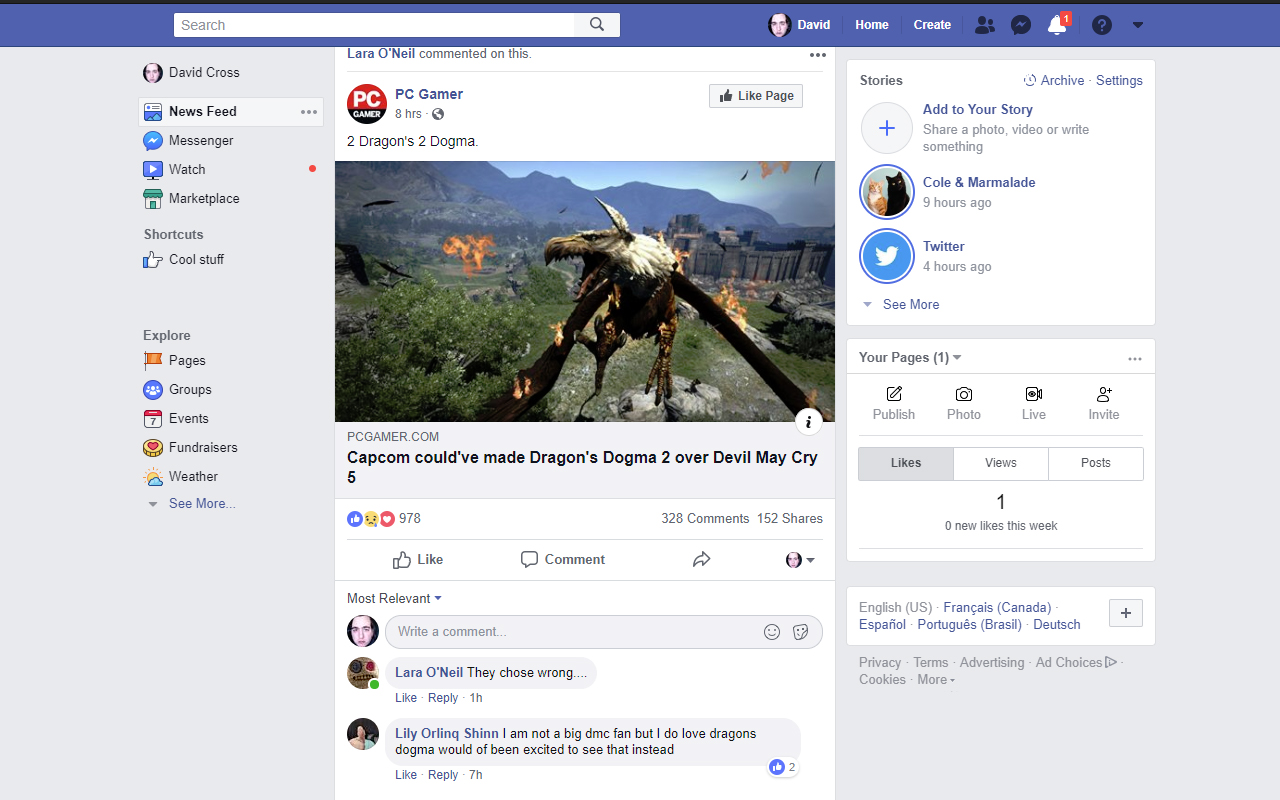 Search
David
Home
Create
1
David Cross
News Feed
Messenger
Watch
Marketplace
Shortcuts
Cool stuff
Explore
Pages
Groups
7
Events
Fundraisers
Weather
See More...
Lara O'Neil commented on this.
PC
GAMER
PC Gamer
8 hrs ·
Like Page
2 Dragon's 2 Dogma.
i
PCGAMER.COM
Capcom could've made Dragon's Dogma 2 over Devil May Cry
5
978
328 Comments 152 Shares
Like
Comment
Most Relevant
Write a comment...
Lara O'Neil They chose wrong....
Like · Reply · 1h
Lily Orlinq Shinn I am not a big dmc fan but I do love dragons
dogma would of been excited to see that instead
2
Like · Reply · 7h
Stories
Archive · Settings
Add to Your Story
Share a photo, video or write
something
Cole & Marmalade
9 hours ago
Twitter
4 hours ago
See More
Your Pages (1)
Publish
Photo
Live
Invite
Likes
Views
Posts
1
0 new likes this week
English (US) · Français (Canada) ·
Español · Português (Brasil) · Deutsch
Privacy · Terms · Advertising · Ad Choices ·
Cookies · More